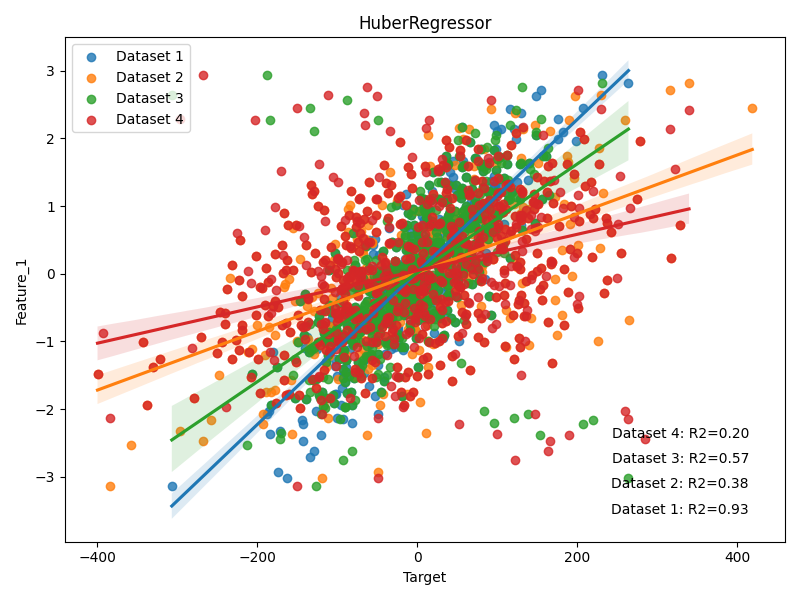 HuberRegressor
Dataset 1
Dataset 2
Dataset 3
Dataset 4
3
2
1
0
−1
−2
−3
Feature_1
Dataset 4: R2=0.20
Dataset 3: R2=0.57
Dataset 2: R2=0.38
Dataset 1: R2=0.93
−400
−200
0
200
400
Target